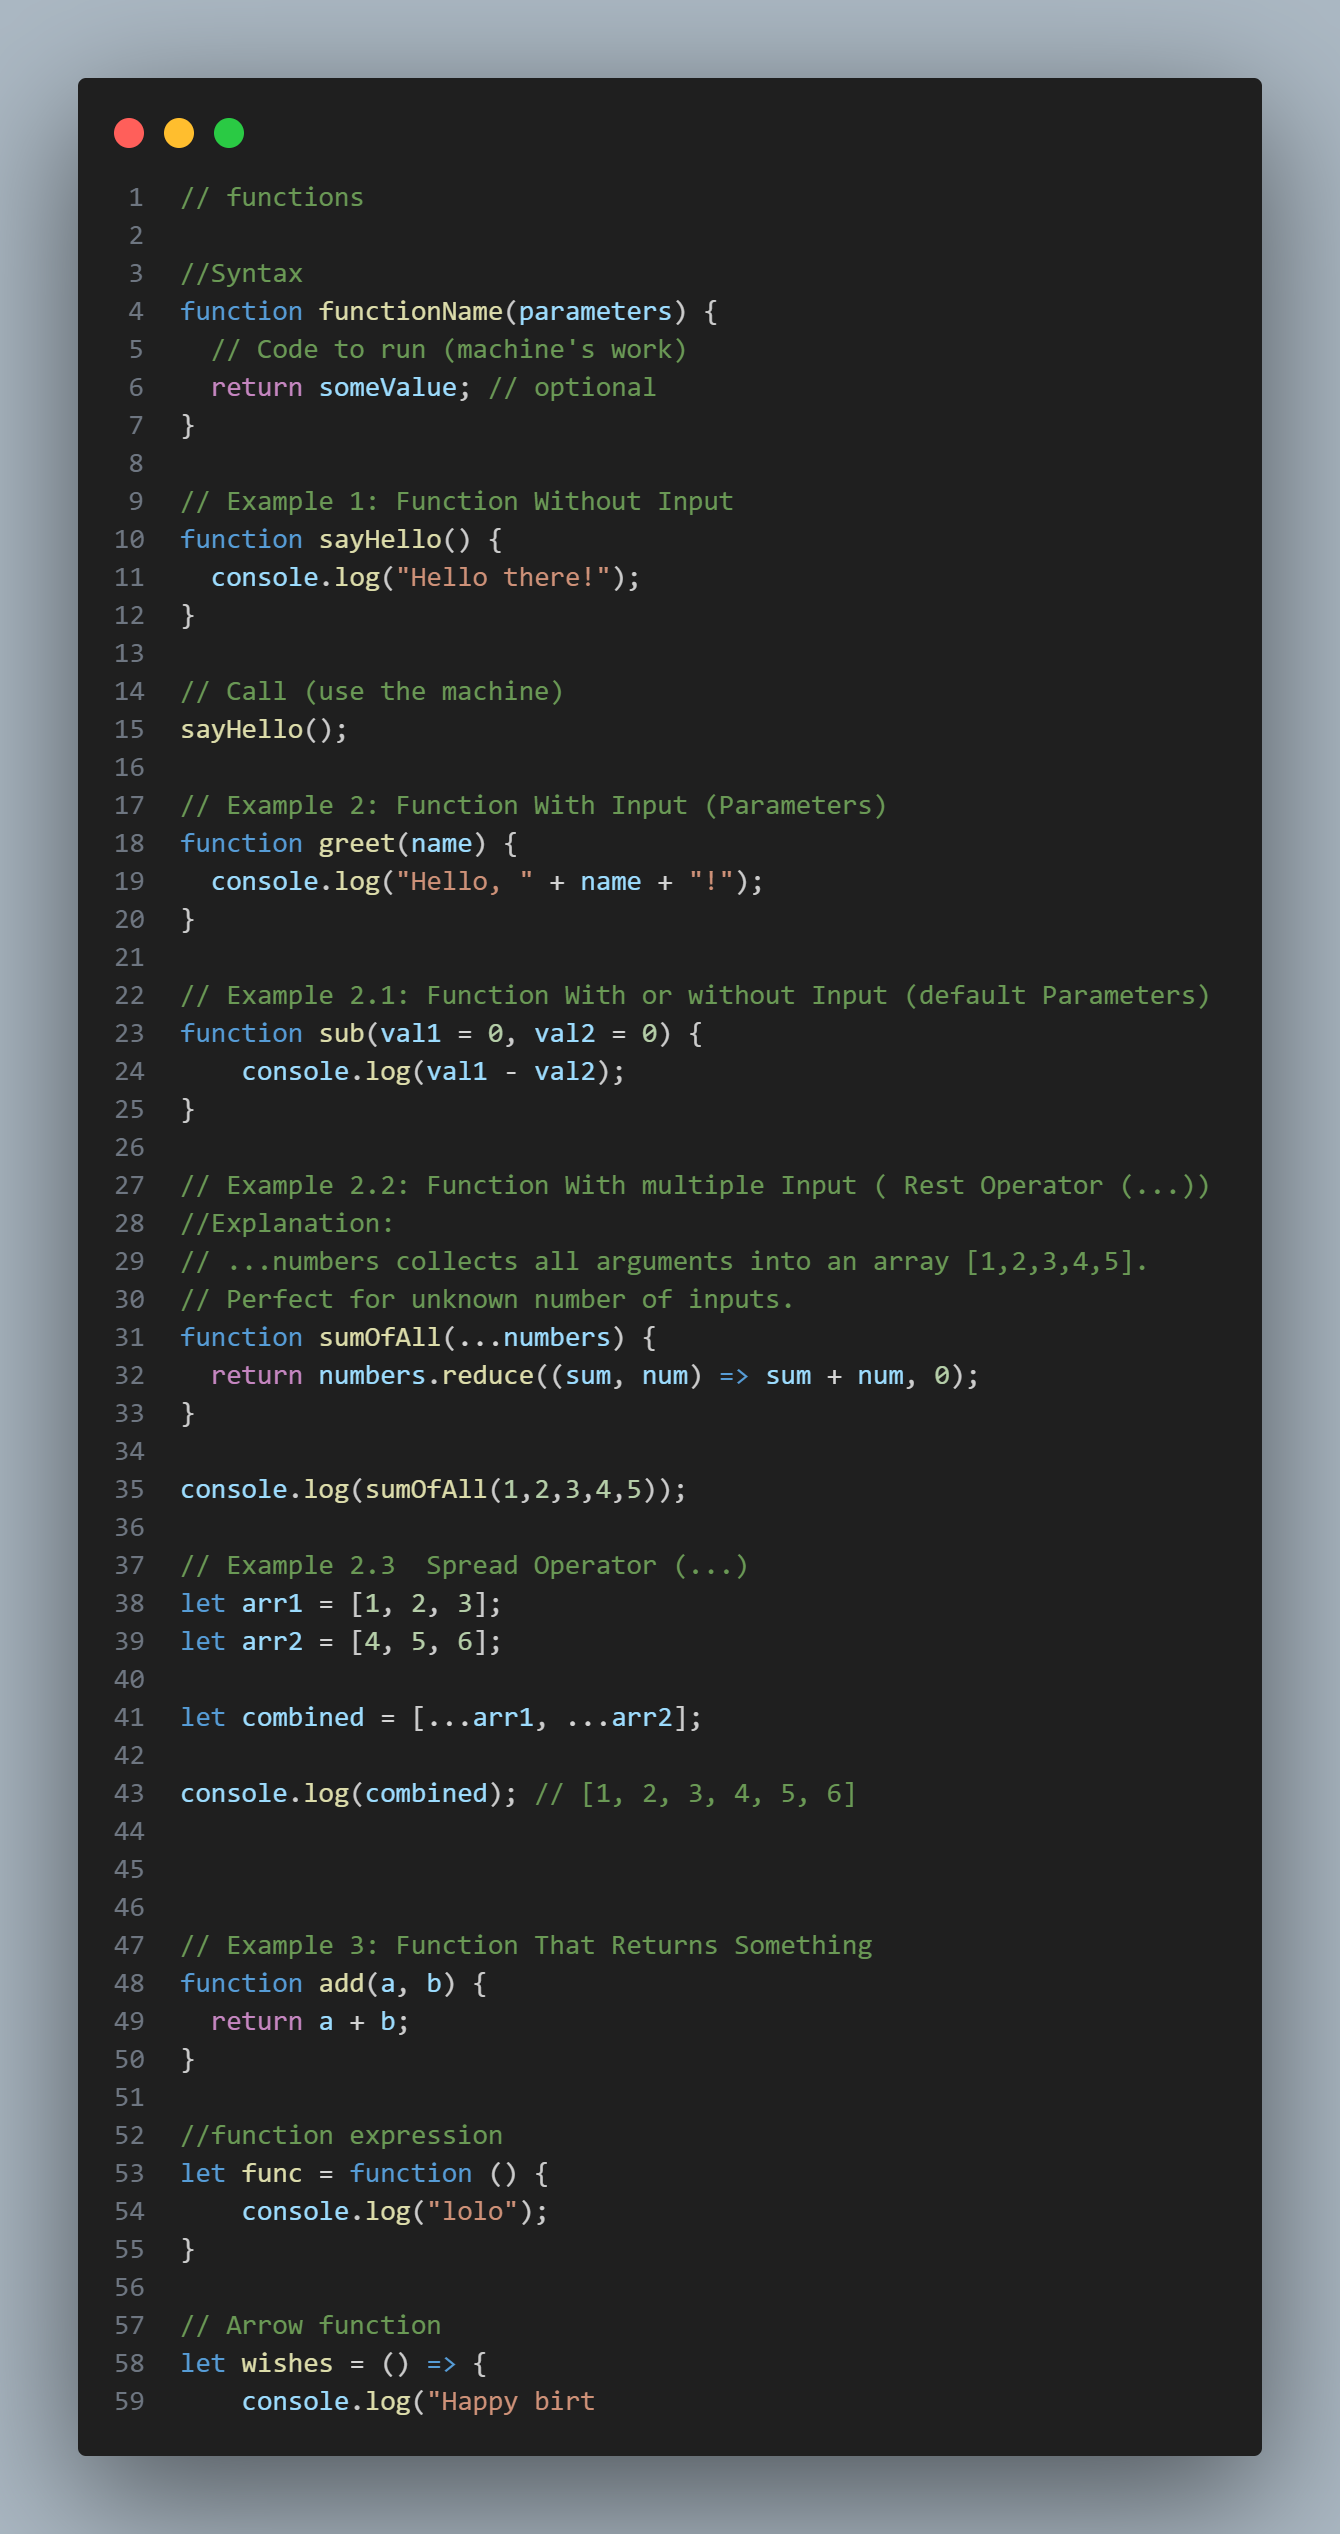 1 // functions
2
3 //Syntax
4 function functionName(parameters) {
5   // Code to run (machine's work)
6   return someValue; // optional
7 }
8
9 // Example 1: Function Without Input
10 function sayHello() {
11   console.log("Hello there!");
12 }
13
14 // Call (use the machine)
15 sayHello();
16
17 // Example 2: Function With Input (Parameters)
18 function greet(name) {
19   console.log("Hello, " + name + "!");
20 }
21
22 // Example 2.1: Function With or without Input (default Parameters)
23 function sub(val1 = 0, val2 = 0) {
24     console.log(val1 - val2);
25 }
26
27 // Example 2.2: Function With multiple Input ( Rest Operator (...))
28 //Explanation:
29 // ...numbers collects all arguments into an array [1,2,3,4,5].
30 // Perfect for unknown number of inputs.
31 function sumOfAll(...numbers) {
32   return numbers.reduce((sum, num) => sum + num, 0);
33 }
34
35 console.log(sumOfAll(1,2,3,4,5));
36
37 // Example 2.3  Spread Operator (...)
38 let arr1 = [1, 2, 3];
39 let arr2 = [4, 5, 6];
40
41 let combined = [...arr1, ...arr2];
42
43 console.log(combined); // [1, 2, 3, 4, 5, 6]
44
45
46
47 // Example 3: Function That Returns Something
48 function add(a, b) {
49   return a + b;
50 }
51
52 //function expression
53 let func = function () {
54     console.log("lolo");
55 }
56
57 // Arrow function
58 let wishes = () => {
59     console.log("Happy birt